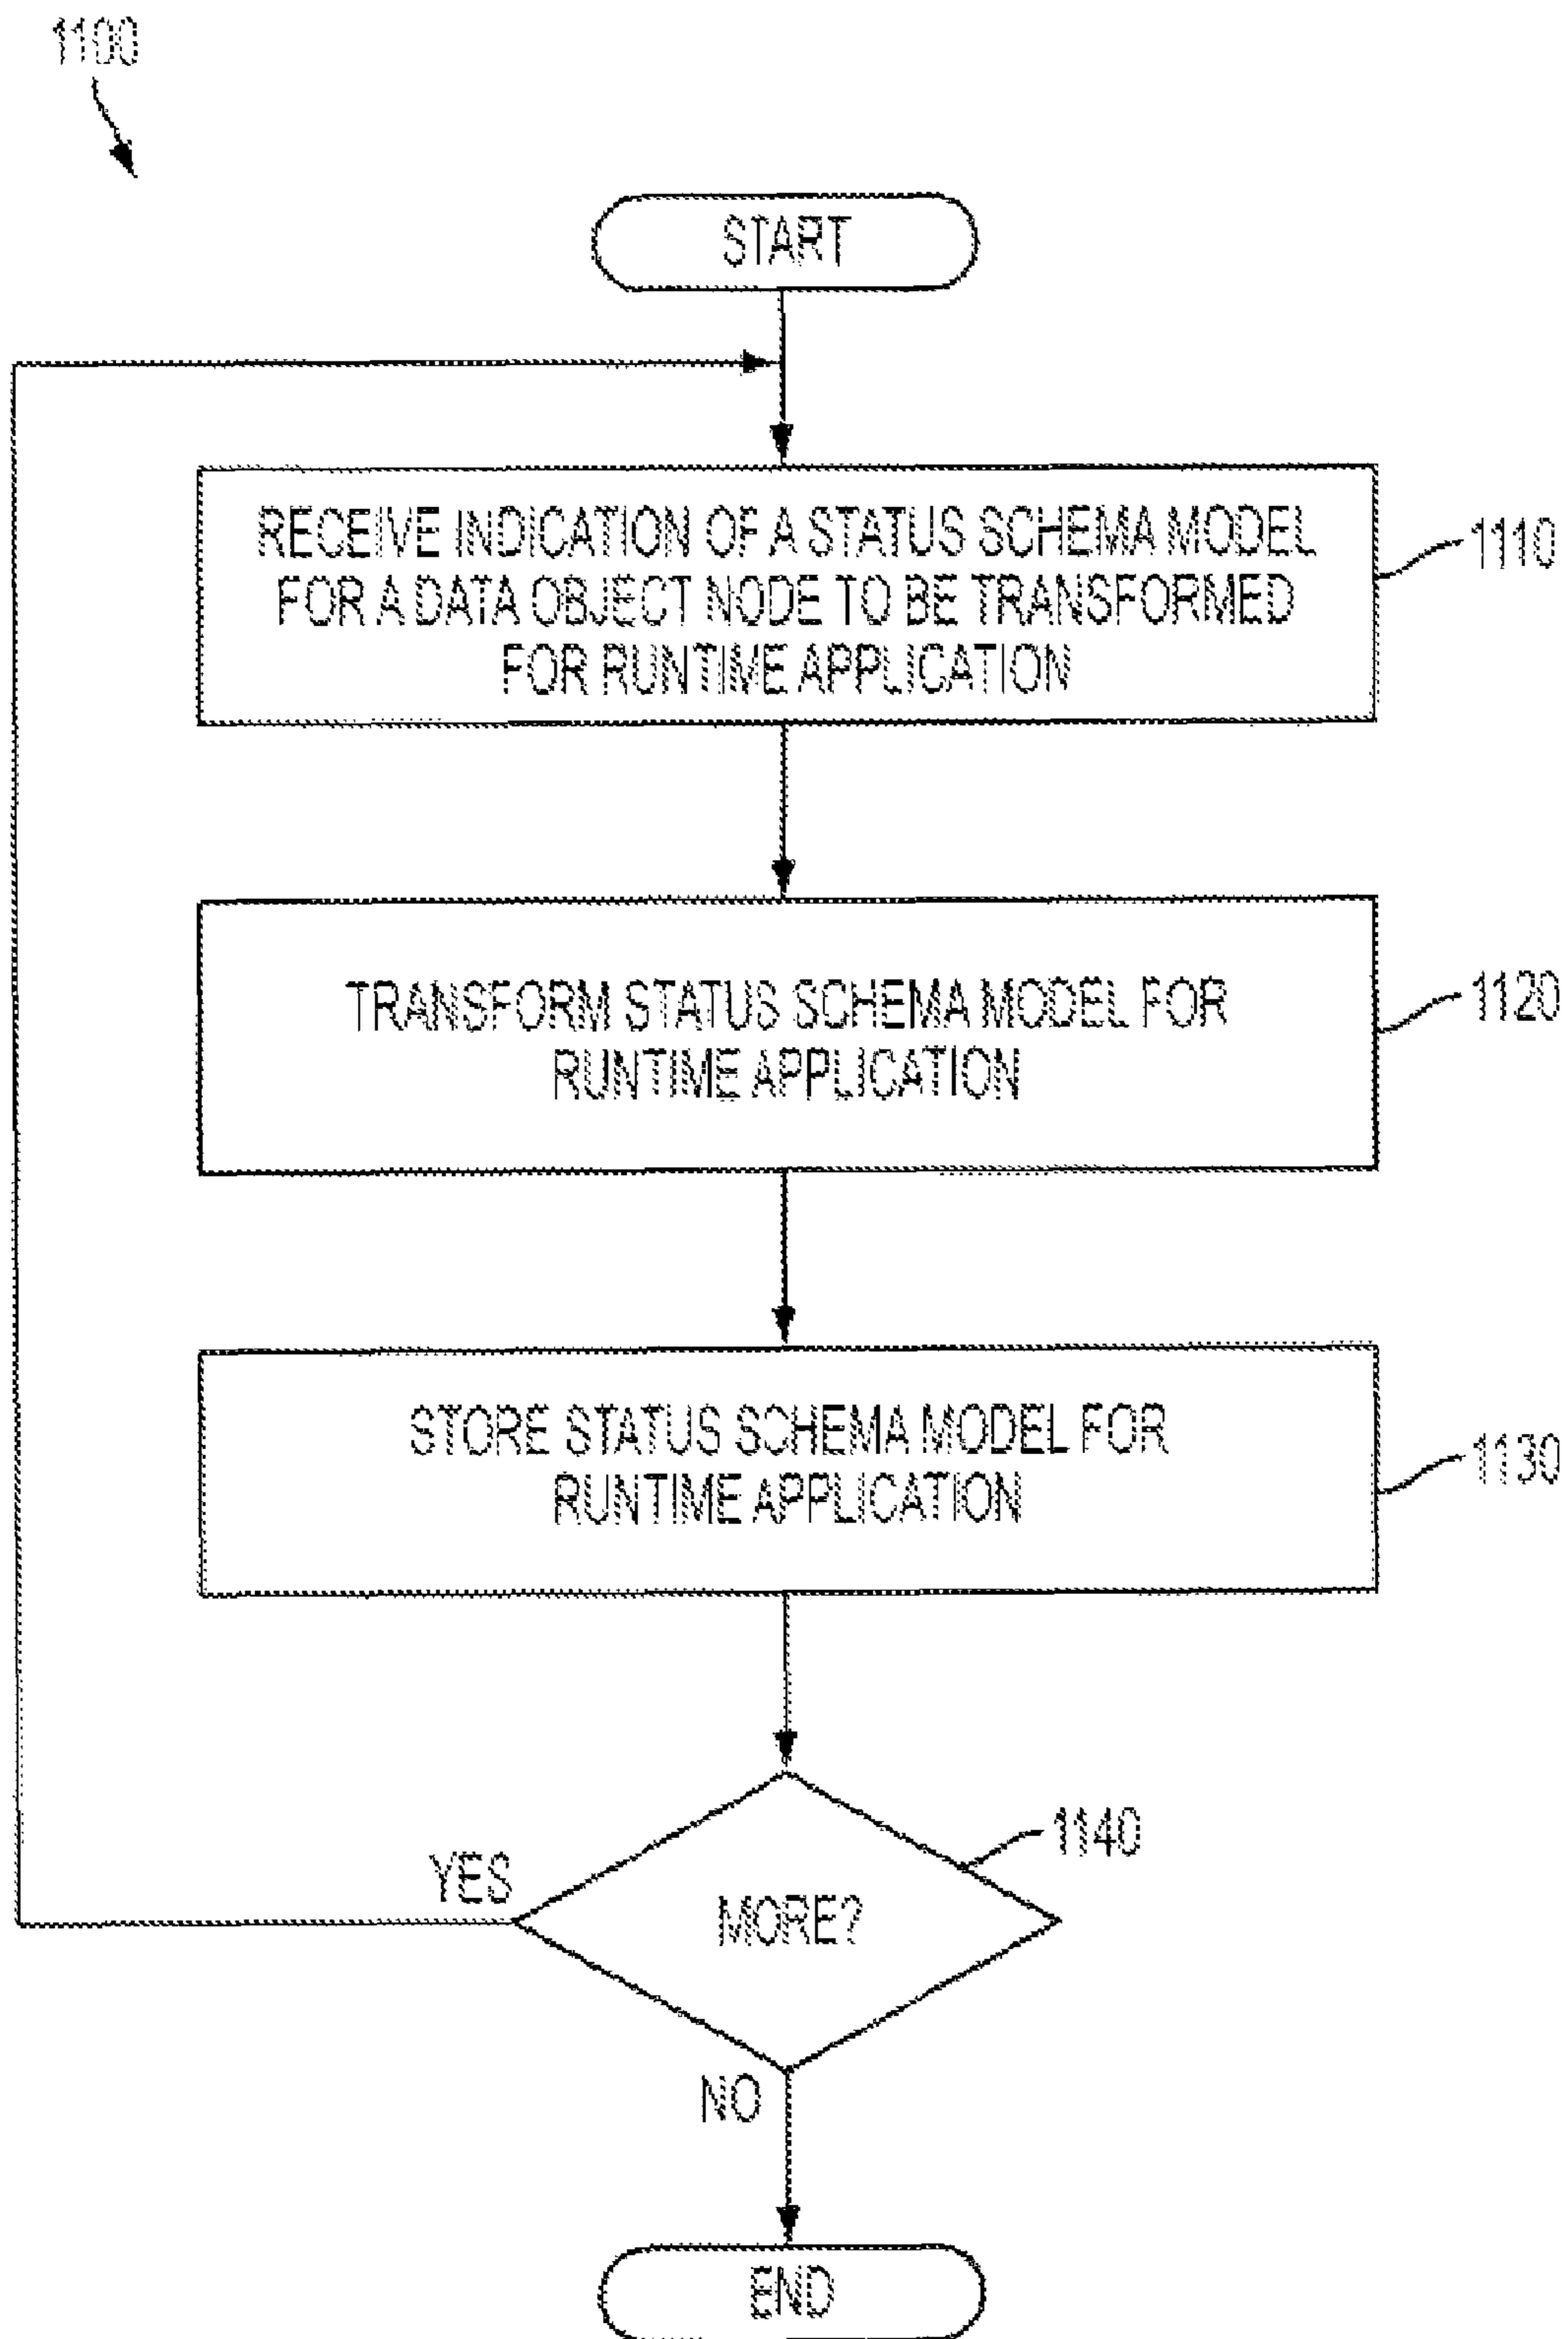 1100
START
RECEIVE INDICATION OF A STATUS SCHEMA MODEL
FOR A DATA OBJECT NODE TO BE TRANSFORMED
FOR RUNTIME APPLICATION
1110
TRANSFORM STATUS SCHEMA MODEL FOR
RUNTIME APPLICATION
1120
STORE STATUS SCHEMA MODEL FOR
RUNTIME APPLICATION
1130
1140
YES
MORE?
NO
END